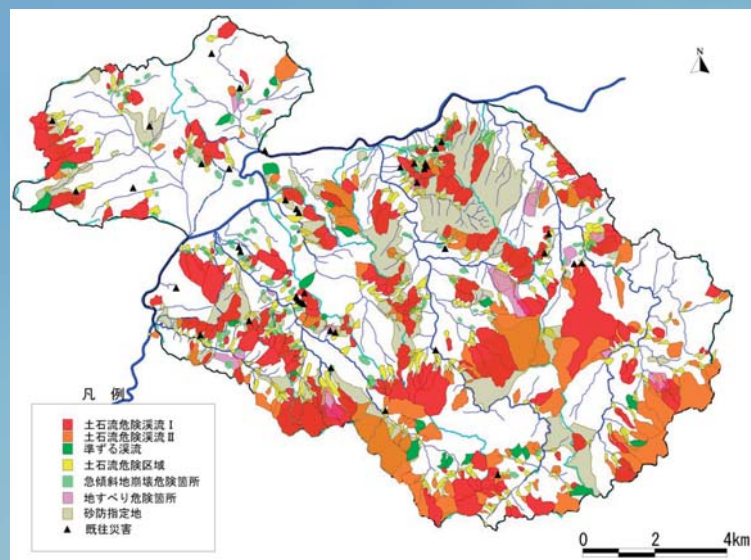 N
凡 例
土石流危険渓流Ⅰ
土石流危険渓流Ⅱ
準ずる渓流
土石流危険区域
急傾斜地崩壊危険箇所
地すべり危険箇所
砂防指定地
既往災害
0 2 4km